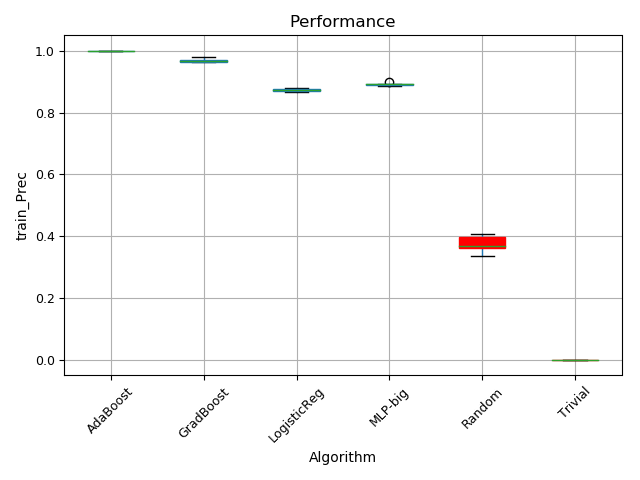 Performance
train_Prec
1.0
0.8
0.6
0.4
0.2
0.0
AdaBoost
GradBoost
LogisticReg
MLP-big
Random
Trivial
Algorithm